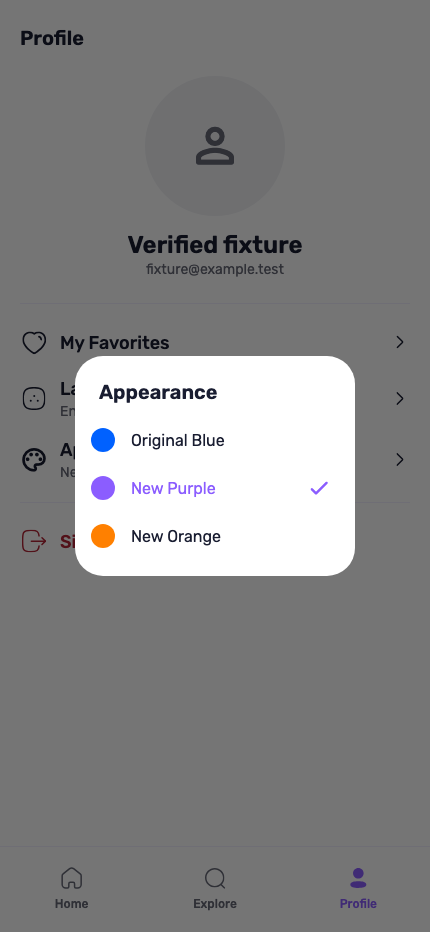 Profile
Verified fixture
fixture@example.test
My Favorites
Appearance
Original Blue
New Purple
New Orange
Home
Explore
Profile